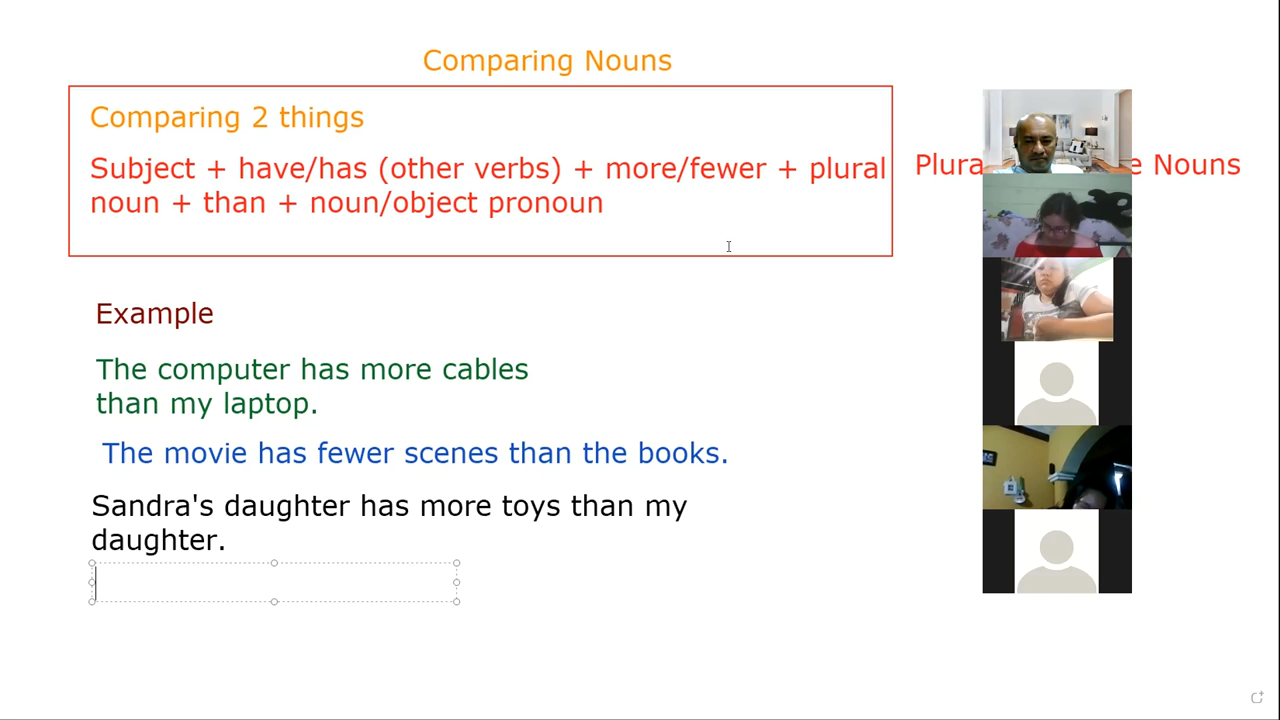 Comparing Nouns
Comparing 2 things
Subject + have/has (other verbs) + more/fewer + plural
noun + than + noun/object pronoun
Nouns
Example
The computer has more cables
than my laptop.
The movie has fewer scenes than the books.
Sandra's daughter has more toys than my
daughter.